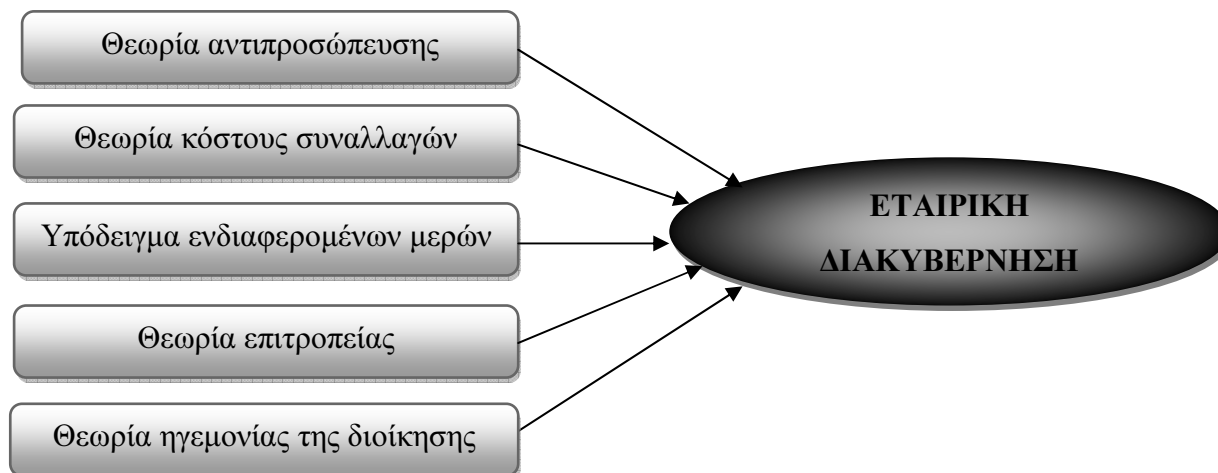 Θεωρία αντιπροσώπευσης
Θεωρία κόστους συναλλαγών
Υπόδειγμα ενδιαφερομένων μερών
Θεωρία επιτροπείας
Θεωρία ηγεμονίας της διοίκησης
ΕΤΑΙΡΙΚΗ
ΔΙΑΚΥΒΕΡΝΗΣΗ